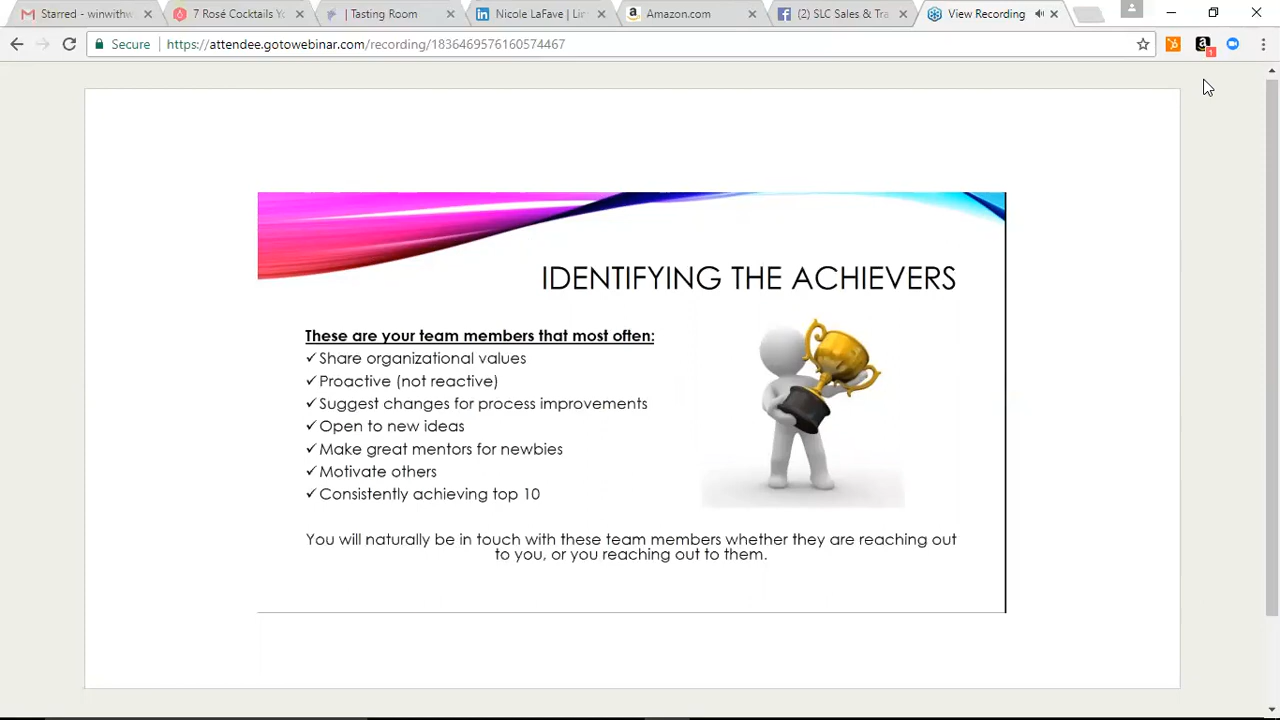 Starred - winwith
7 Rosé Cocktails Yo
| Tasting Room
Nicole LaFave | Lin
Amazon.com
(2) SLC Sales & Tra
View Recording
Secure
https://attendee.gotowebinar.com/recording/1836469576160574467
1
IDENTIFYING THE ACHIEVERS
These are your team members that most often:
✓Share organizational values
✓Proactive (not reactive)
✓Suggest changes for process improvements
✓Open to new ideas
✓Make great mentors for newbies
✓Motivate others
✓Consistently achieving top 10
You will naturally be in touch with these team members whether they are reaching out
to you, or you reaching out to them.